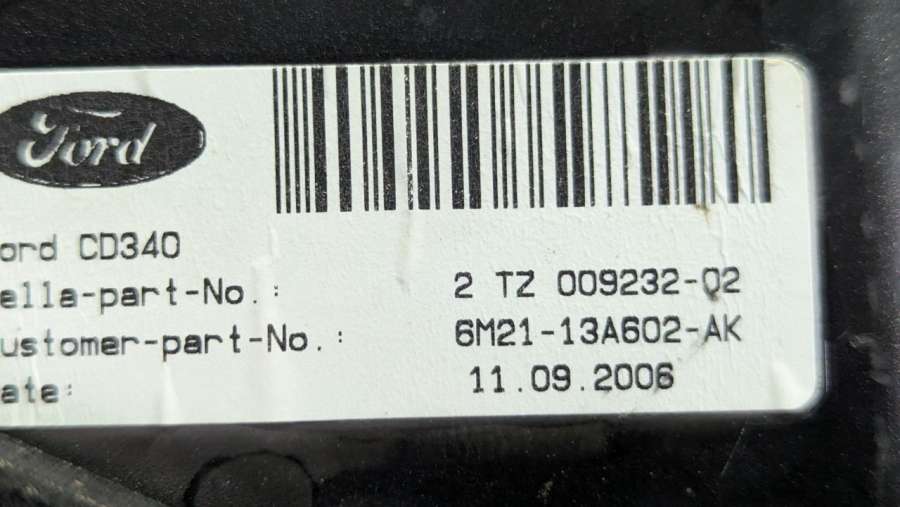 Ford
ord CD340
ella-part-No.: 2 TZ 009232-02
ustomer-part-No.: 6M21-13A602-AK
ate: 11.09.2006